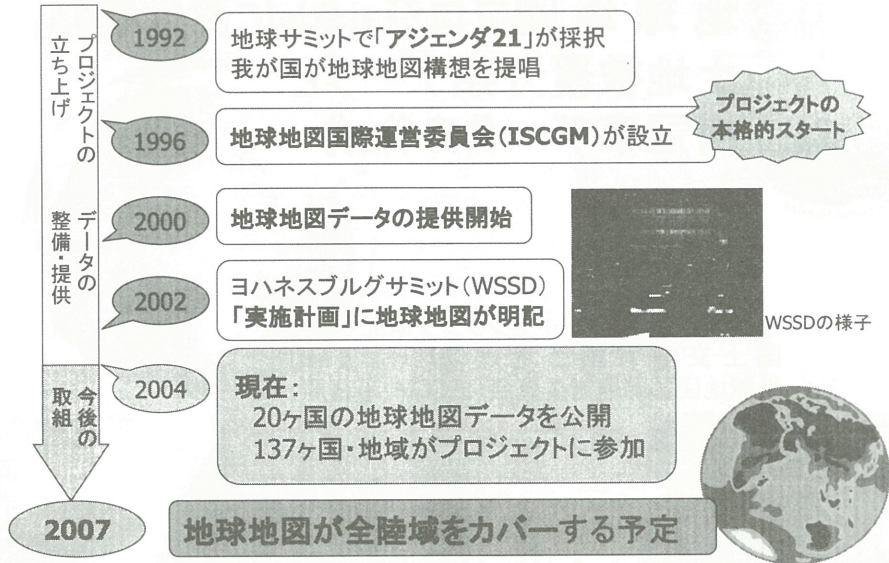 プロジェクトの
立ち上げ
1992
地球サミットで「アジェンダ21」が採択
我が国が地球地図構想を提唱
1996
地球地図国際運営委員会(ISCGM)が設立
プロジェクトの
本格的スタート
データの
整備・提供
2000
地球地図データの提供開始
2002
ヨハネスブルグサミット(WSSD)
「実施計画」に地球地図が明記
WSSDの様子
今後の
取組
2004
現在:
20ヶ国の地球地図データを公開
137ヶ国・地域がプロジェクトに参加
2007
地球地図が全陸域をカバーする予定